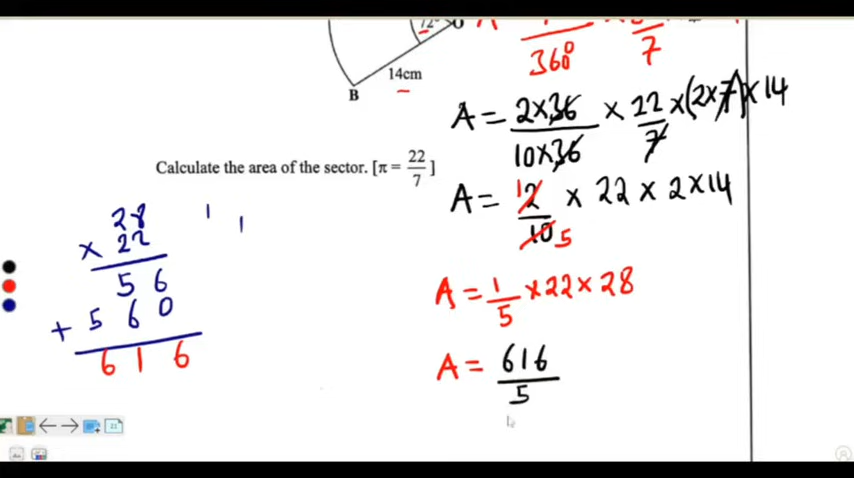 72° O
14cm
B
360° 7
A = 2×36/10×36 × 22/7 × (2×7) × 14
Calculate the area of the sector. [π = 22/7]
A = 2/10 × 22 × 2 × 14
1
5
28 1 1
× 22
56
+ 560
616
A = 1/5 × 22 × 28
A = 616/5